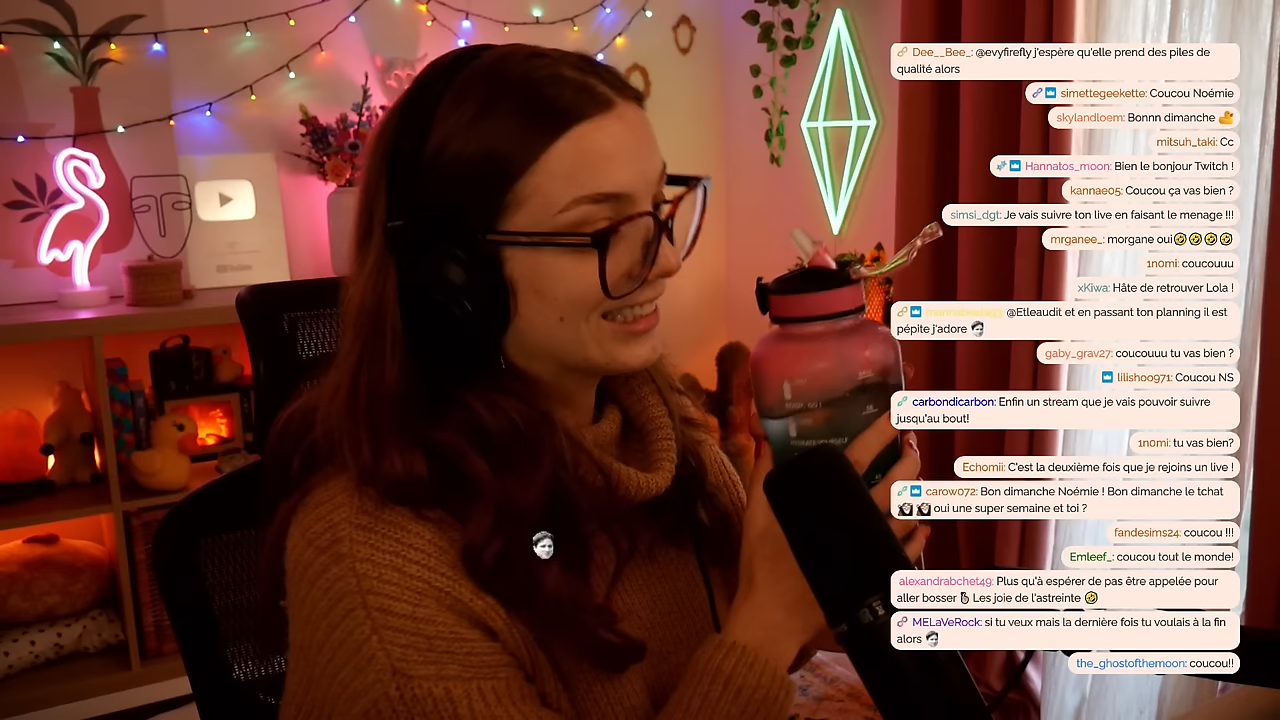 Dee__Bee_: @evyfirefly j'espère qu'elle prend des piles de
qualité alors
simettegeekette: Coucou Noémie
skylandloem: Bonnn dimanche
mitsuh_taki: Cc
Hannatos_moon: Bien le bonjour Twitch !
kannae05: Coucou ça vas bien ?
simsi_dgt: Je vais suivre ton live en faisant le menage !!!
mrganee_: morgane oui
1n0mi: coucouuu
xKiwa: Hâte de retrouver Lola !
@Etleaudit et en passant ton planning il est
pépite j'adore
gaby_grav27: coucouuu tu vas bien ?
lilishoo971: Coucou NS
carbondicarbon: Enfin un stream que je vais pouvoir suivre
jusqu'au bout!
1n0mi: tu vas bien?
Echomii: C'est la deuxième fois que je rejoins un live !
carow072: Bon dimanche Noémie ! Bon dimanche le tchat
oui une super semaine et toi ?
fandesims24: coucou !!!
Emleef_: coucou tout le monde!
alexandrabchet49: Plus qu'à espérer de pas être appelée pour
aller bosser Les joie de l'astreinte
MELaVeRock: si tu veux mais la dernière fois tu voulais à la fin
alors
the_ghostofthemoon: coucou!!